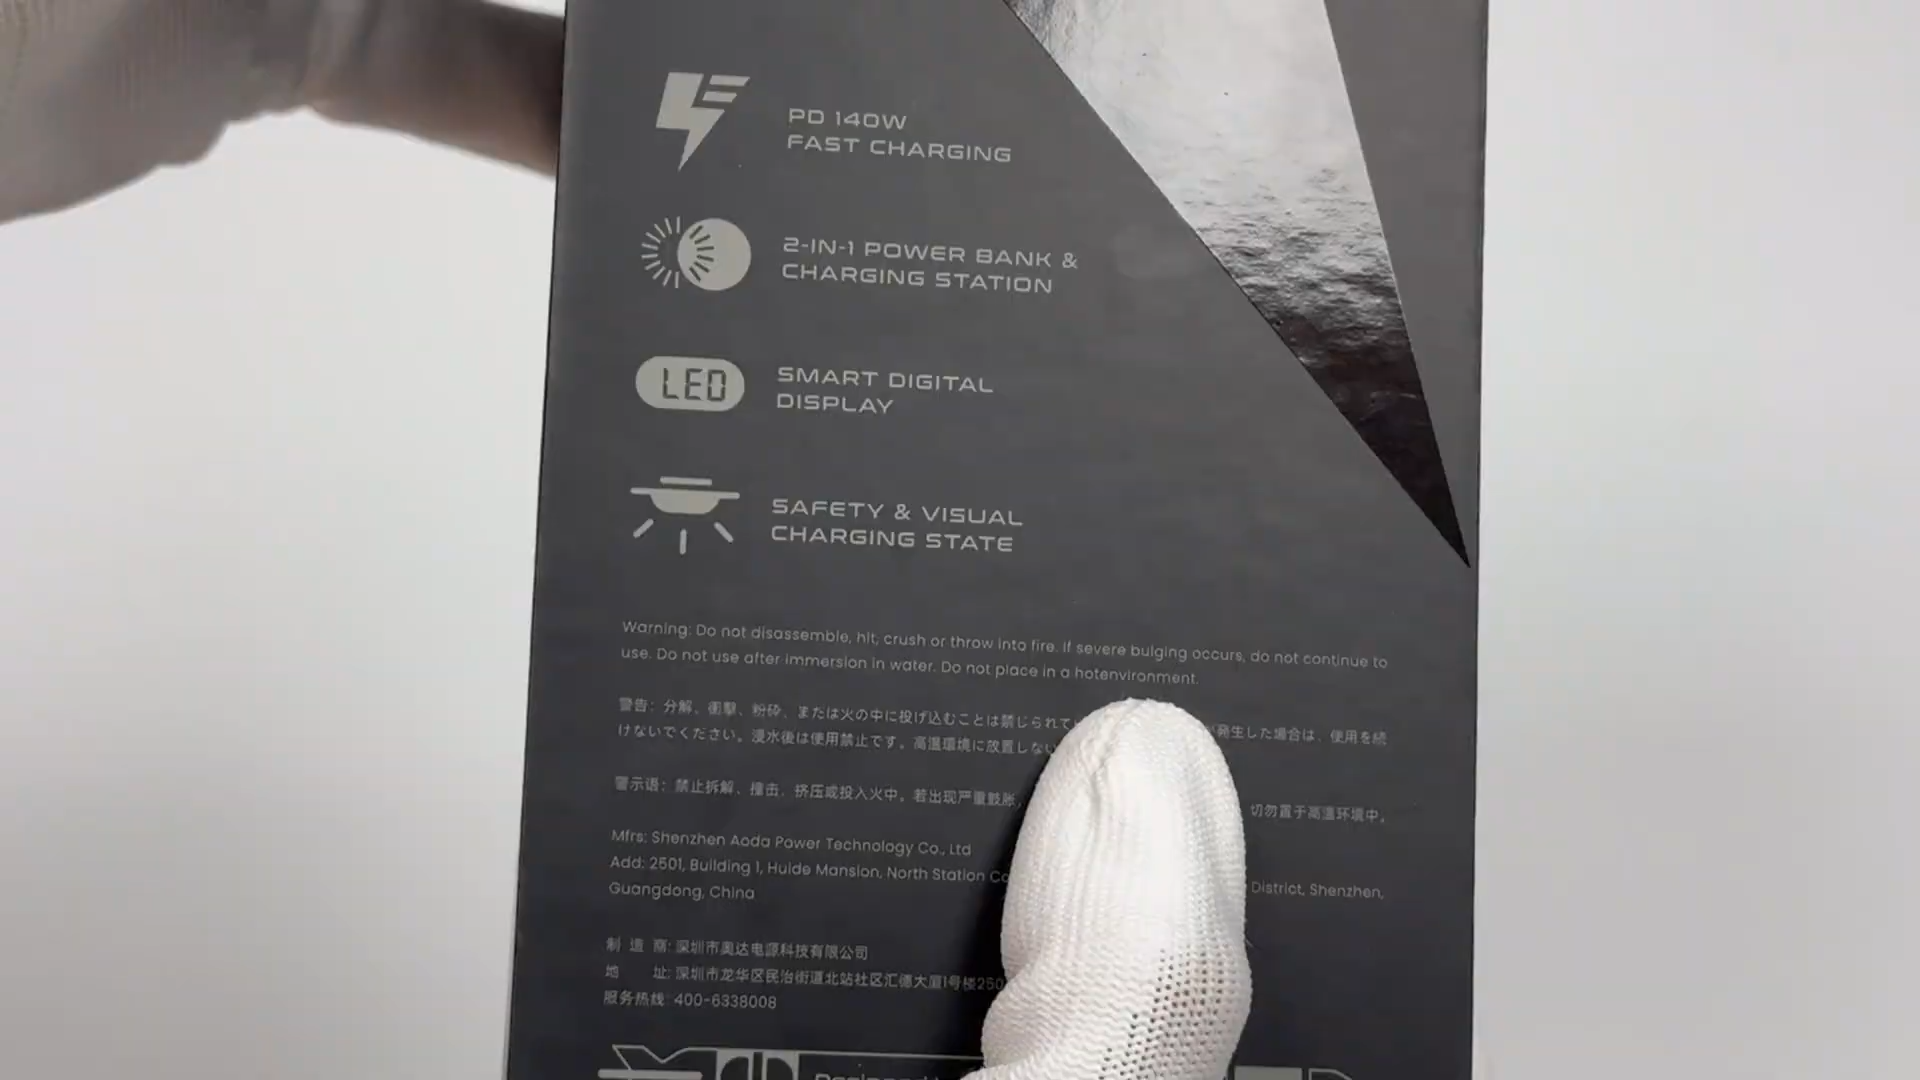 PD 140W
FAST CHARGING
2-IN-1 POWER BANK &
CHARGING STATION
LED
SMART DIGITAL
DISPLAY
SAFETY & VISUAL
CHARGING STATE
Warning: Do not disassemble, hit, crush or throw into fire. If severe bulging occurs, do not continue to
use. Do not use after immersion in water. Do not place in a hotenvironment.
警告: 分解、衝撃、粉砕、または火の中に投げ込むことは禁じられて 発生した場合は、使用を続
けないでください。浸水後は使用禁止です。高温環境に放置しない
警示语: 禁止拆解、撞击、挤压或投入火中。若出现严重鼓胀, 切勿置于高温环境中。
Mfrs: Shenzhen Aoda Power Technology Co., Ltd
Add: 2501, Building 1, Huide Mansion, North Station District, Shenzhen,
Guangdong, China
制 造 商: 深圳市奥达电源科技有限公司
地 址: 深圳市龙华区民治街道北站社区汇德大厦1号楼250
服务热线: 400-6338008